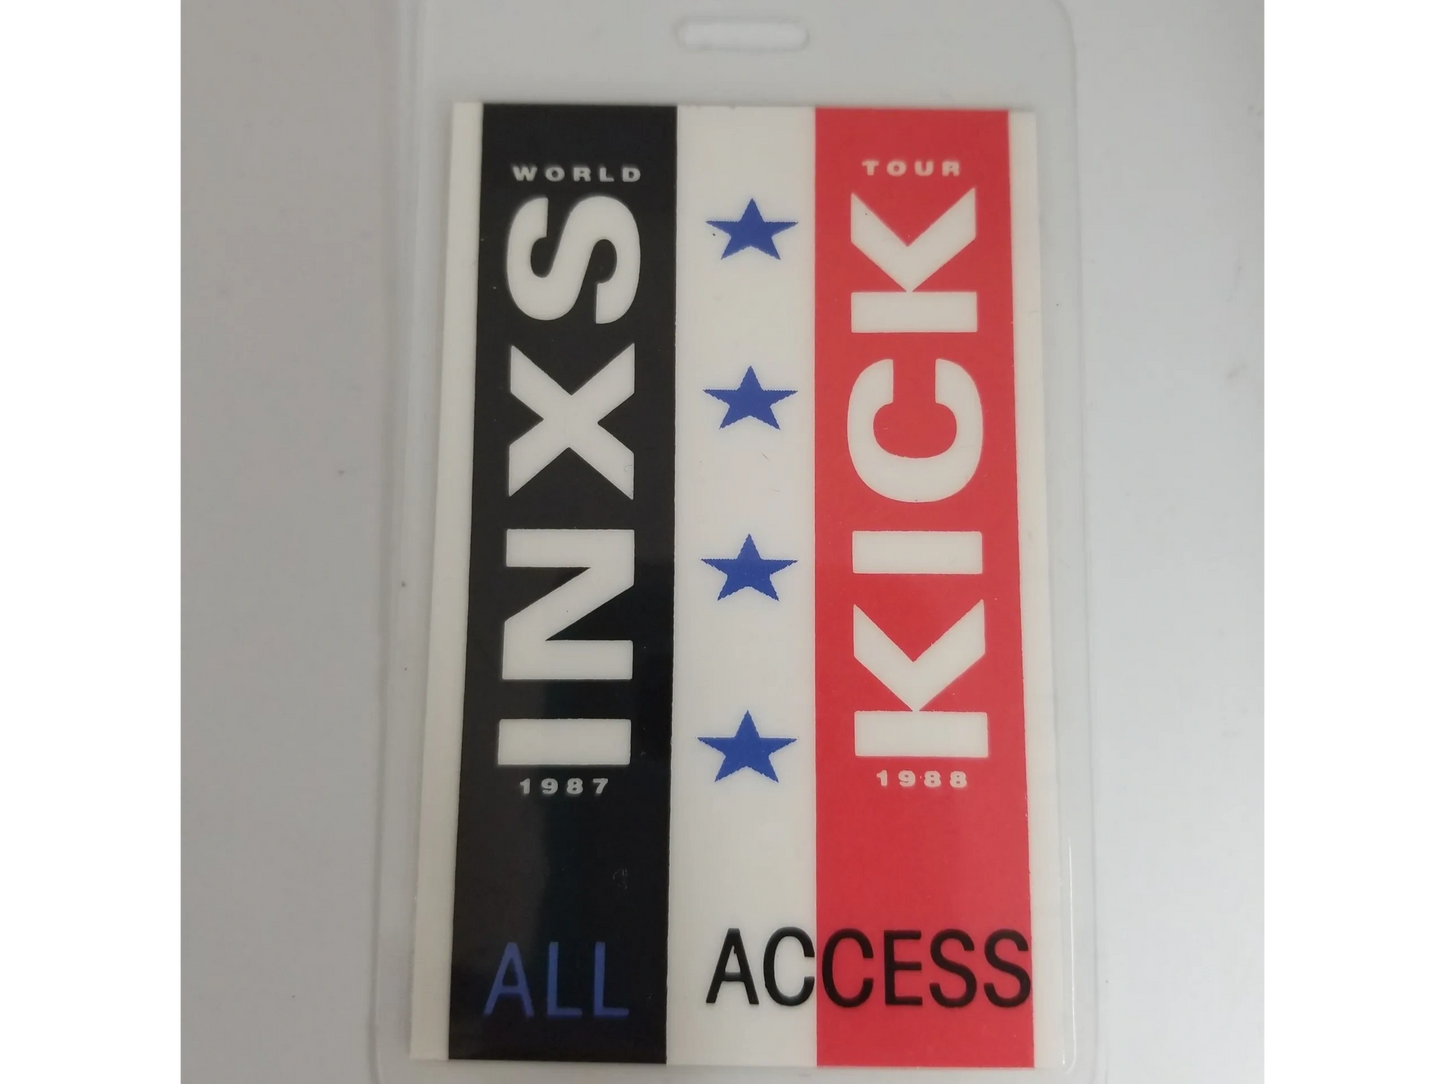 WORLD
INXS
1987
TOUR
KICK
1988
ALL ACCESS